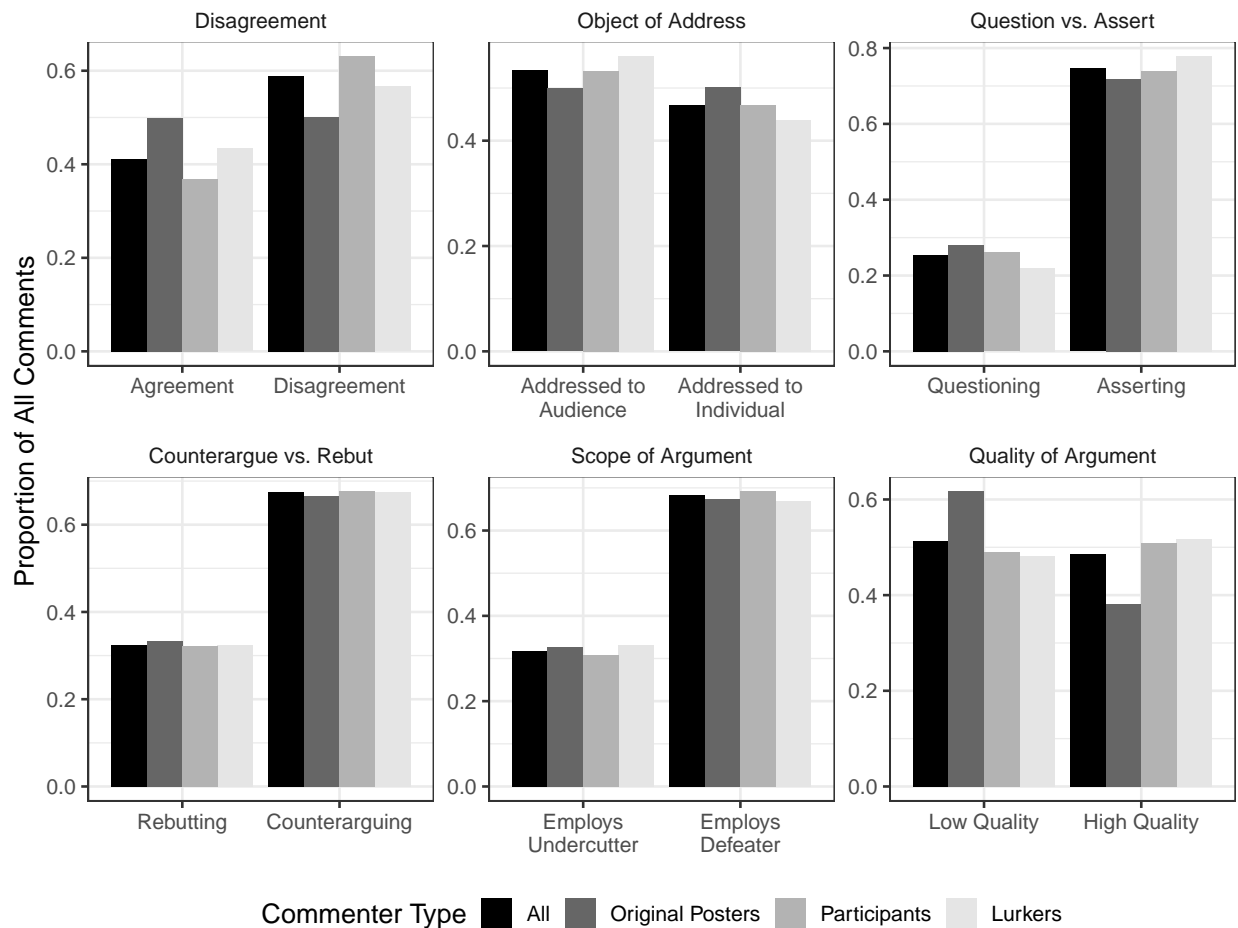 Disagreement
Object of Address
Question vs. Assert
Proportion of All Comments
0.6
0.4
0.2
0.0
Agreement
Disagreement
0.4
0.2
0.0
Addressed to
Audience
Addressed to
Individual
0.8
0.6
0.4
0.2
0.0
Questioning
Asserting
Counterargue vs. Rebut
Scope of Argument
Quality of Argument
0.6
0.4
0.2
0.0
Rebutting
Counterarguing
0.6
0.4
0.2
0.0
Employs
Undercutter
Employs
Defeater
0.6
0.4
0.2
0.0
Low Quality
High Quality
Commenter Type All Original Posters Participants Lurkers